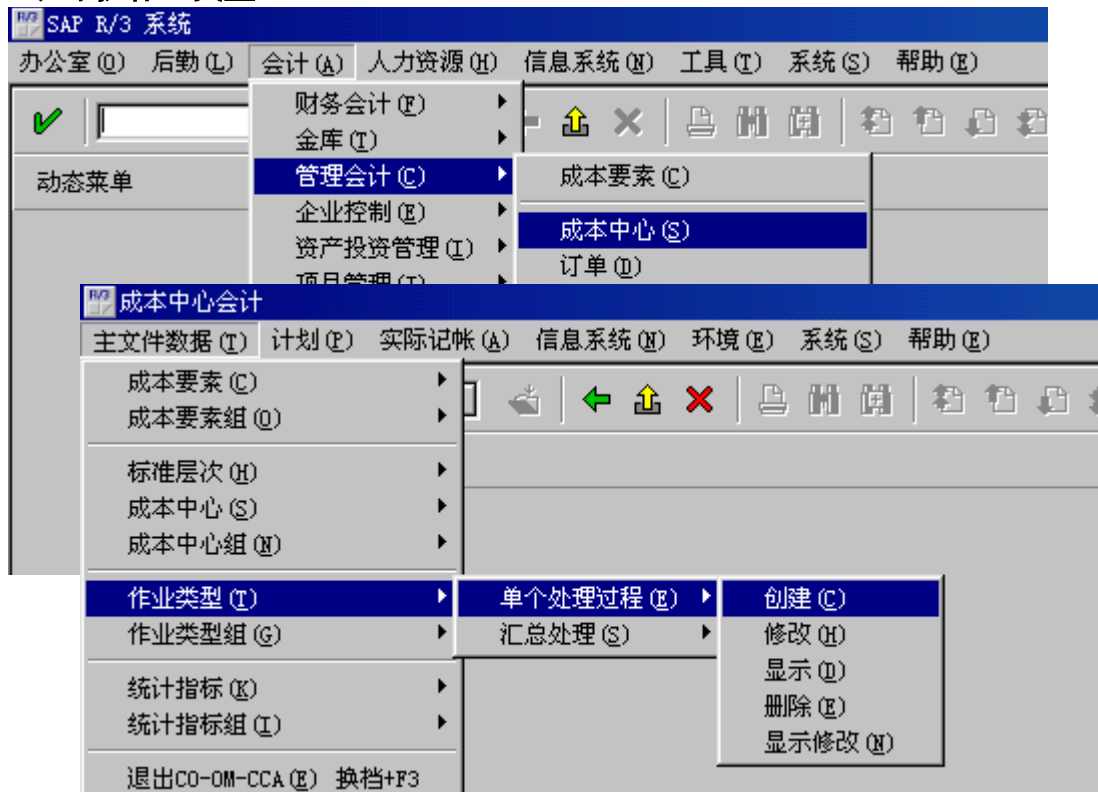 SAP R/3 系统
办公室(O) 后勤(L) 会计(A) 人力资源(H) 信息系统(N) 工具(T) 系统(S) 帮助(E)
财务会计(F)
金库(T)
动态菜单
管理会计(C)
成本要素(C)
企业控制(E)
成本中心(S)
资产投资管理(I)
订单(D)
成本中心会计
主文件数据(T) 计划(P) 实际记帐(A) 信息系统(N) 环境(E) 系统(S) 帮助(E)
成本要素(C)
成本要素组(O)
标准层次(H)
成本中心(S)
成本中心组(N)
作业类型(T)
单个处理过程(E)
创建(C)
作业类型组(G)
汇总处理(S)
修改(H)
显示(D)
统计指标(K)
删除(E)
统计指标组(I)
显示修改(N)
退出CO-OM-CCA(E) 换档+F3